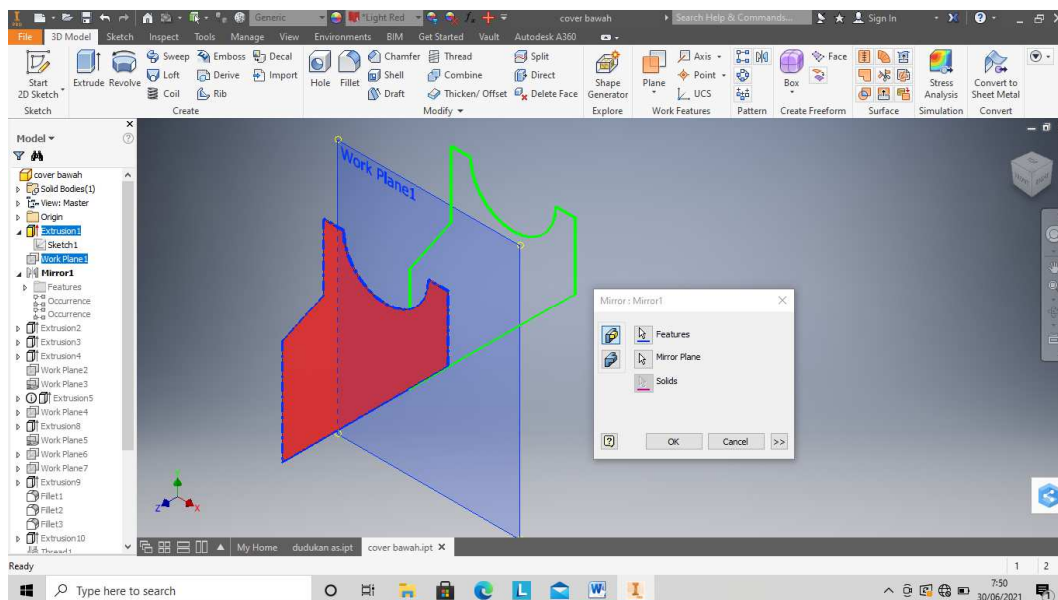 Generic
*Light Red
cover bawah
Search Help & Commands...
Sign In
File 3D Model Sketch Inspect Tools Manage View Environments BIM Get Started Vault Autodesk A360
Start 2D Sketch
Extrude Revolve
Sweep Emboss Decal
Loft Derive Import
Coil Rib
Hole Fillet
Chamfer Thread Split
Shell Combine Direct
Draft Thicken/ Offset Delete Face
Shape Generator
Plane
Axis
Point
UCS
Box
Face
Stress Analysis
Convert to Sheet Metal
Sketch Create Modify Explore Work Features Pattern Create Freeform Surface Simulation Convert
Model
cover bawah
Solid Bodies(1)
View: Master
Origin
Extrusion1
Sketch1
Work Plane1
Mirror1
Features
Occurrence
Occurrence
Extrusion2
Extrusion3
Extrusion4
Work Plane2
Work Plane3
Extrusion5
Work Plane4
Extrusion8
Work Plane5
Work Plane6
Work Plane7
Extrusion9
Fillet1
Fillet2
Fillet3
Extrusion10
Thread1
Work Plane1
Mirror : Mirror1
Features
Mirror Plane
Solids
OK Cancel >>
Z X
My Home dudukan as.ipt cover bawah.ipt
Ready
1 2
Type here to search
7:50
30/06/2021